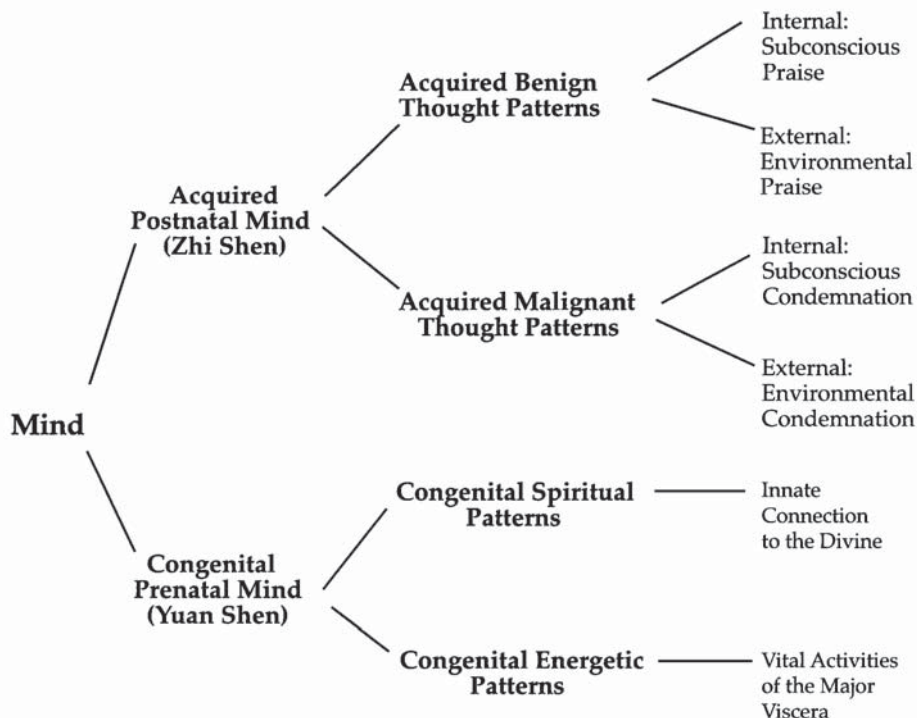 Internal:
Subconscious
Praise
Acquired Benign
Thought Patterns
External:
Environmental
Praise
Acquired
Postnatal Mind
(Zhi Shen)
Internal:
Subconscious
Condemnation
Acquired Malignant
Thought Patterns
External:
Environmental
Condemnation
Mind
Congenital Spiritual
Patterns
Innate
Connection
to the Divine
Congenital
Prenatal Mind
(Yuan Shen)
Congenital Energetic
Patterns
Vital Activities
of the Major
Viscera